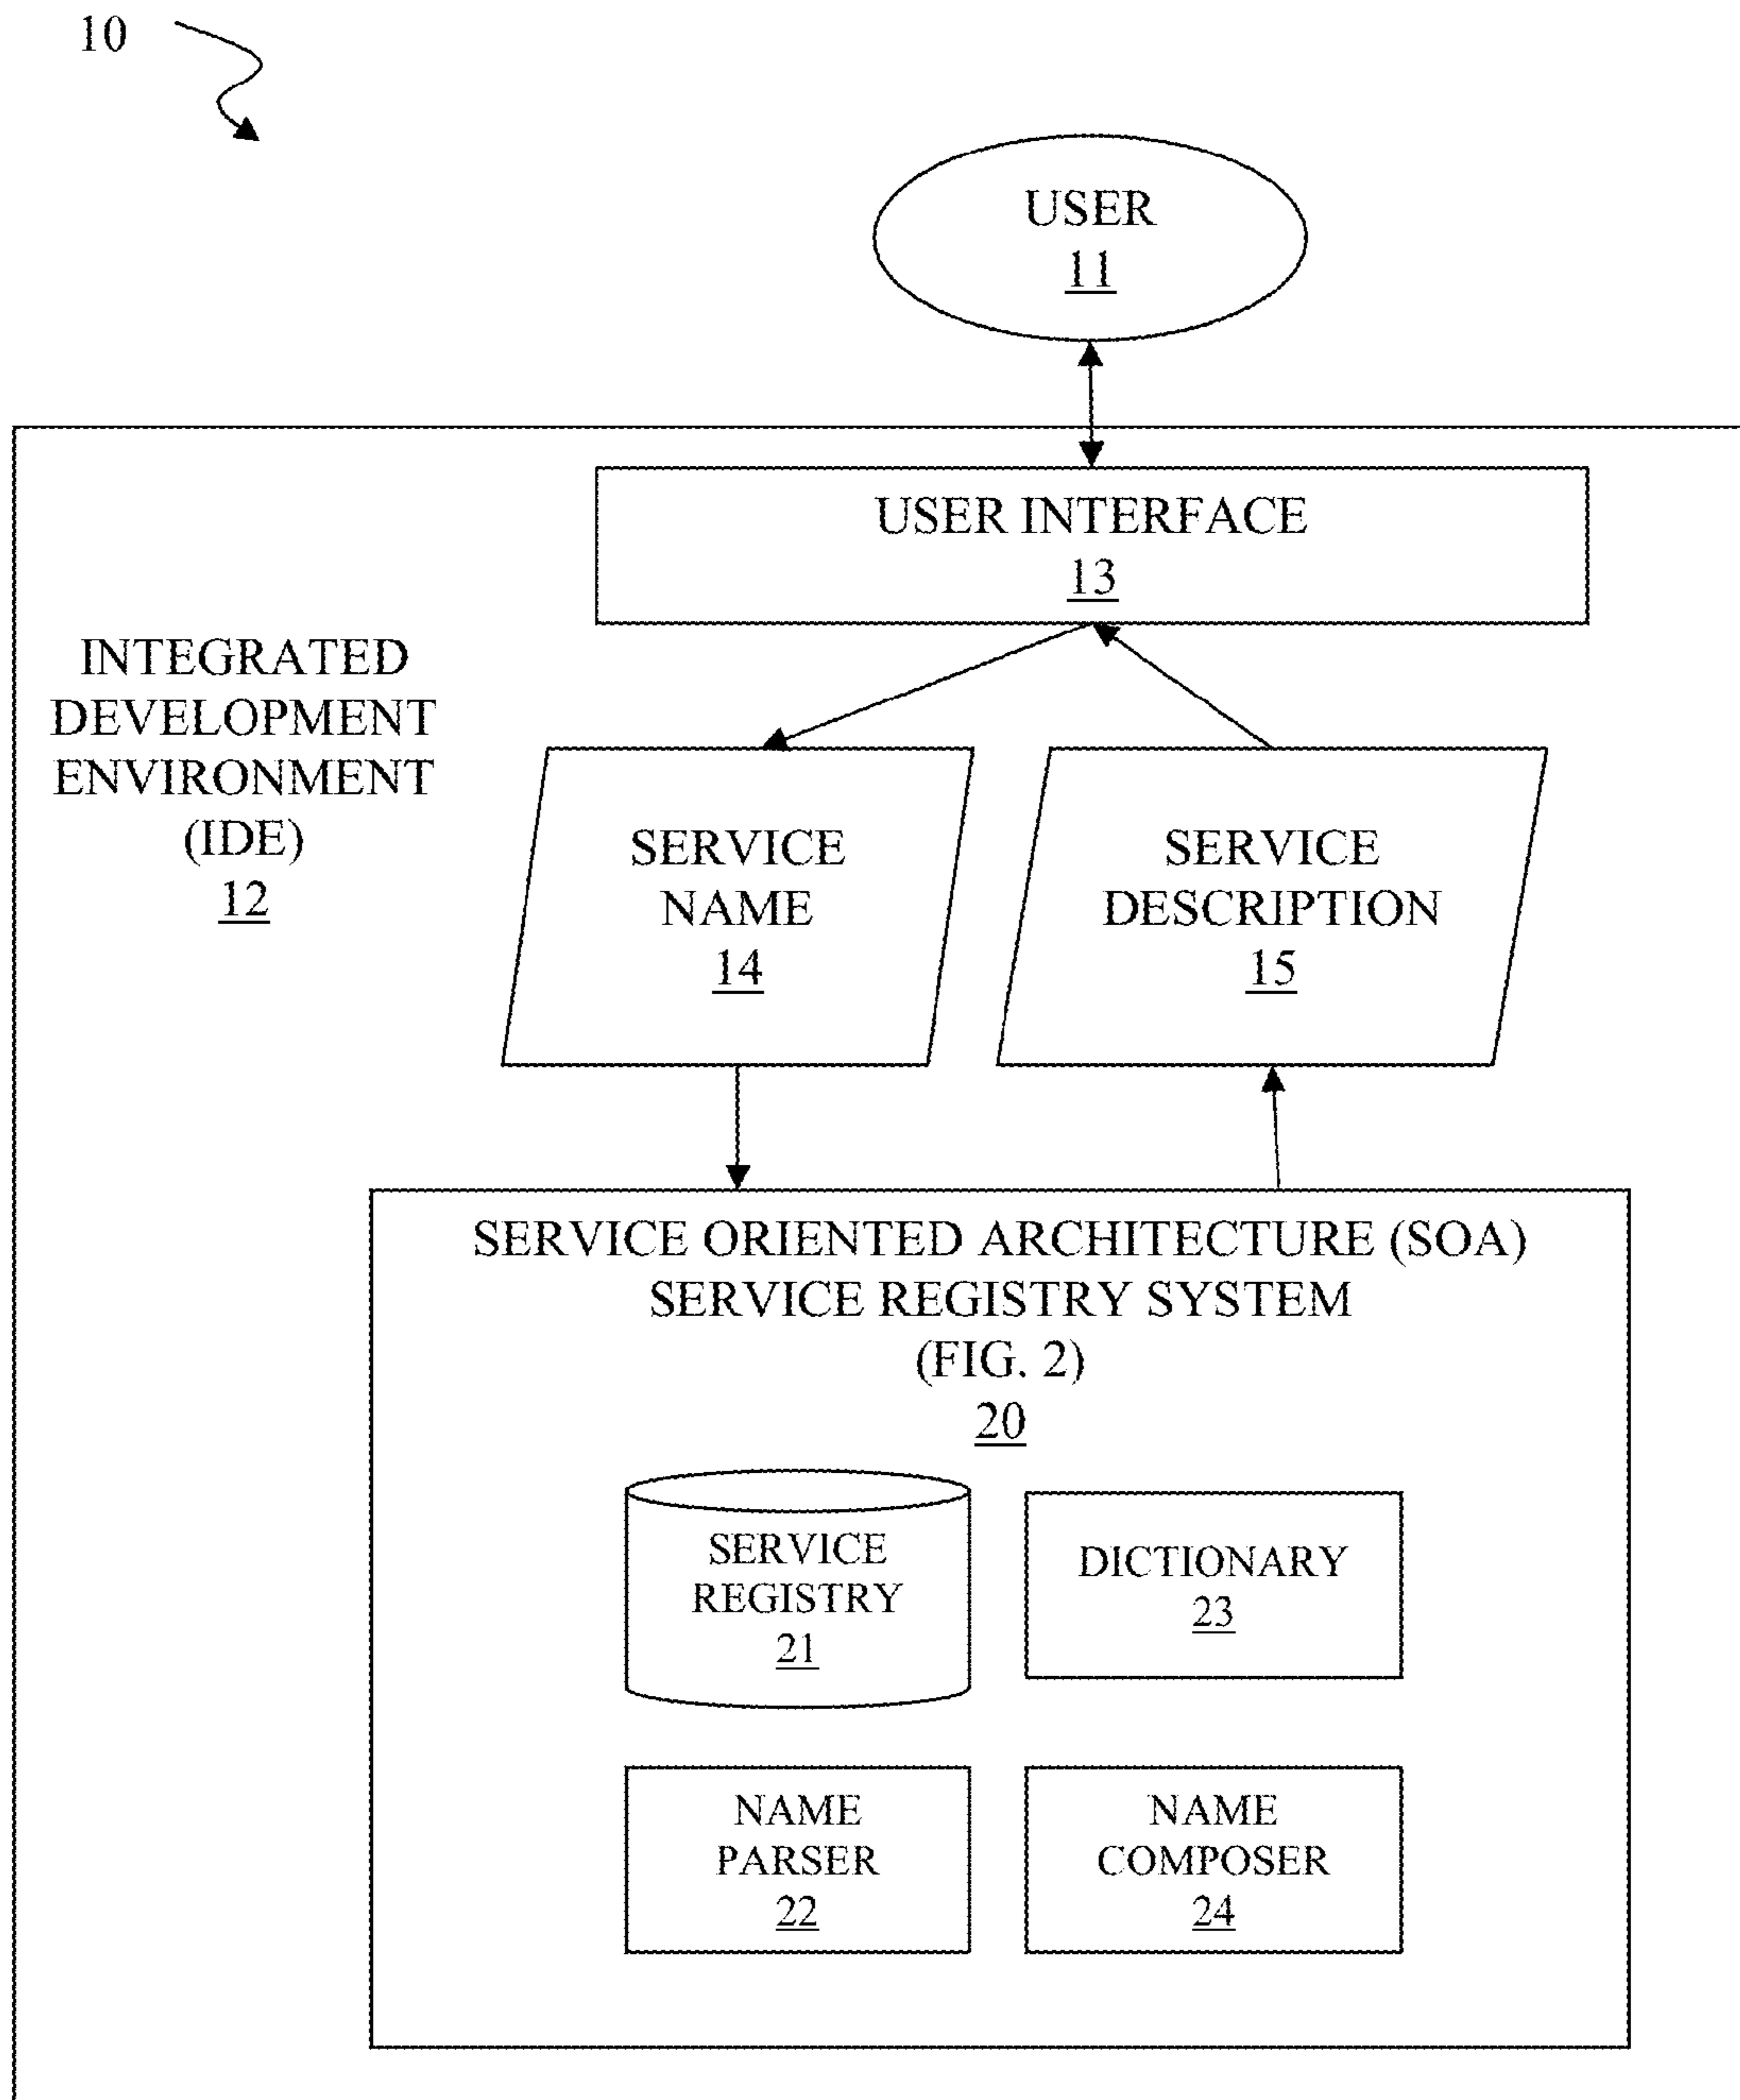 10
USER
11
USER INTERFACE
13
INTEGRATED
DEVELOPMENT
ENVIRONMENT
(IDE)
12
SERVICE
NAME
14
SERVICE
DESCRIPTION
15
SERVICE ORIENTED ARCHITECTURE (SOA)
SERVICE REGISTRY SYSTEM
(FIG. 2)
20
SERVICE
REGISTRY
21
DICTIONARY
23
NAME
PARSER
22
NAME
COMPOSER
24